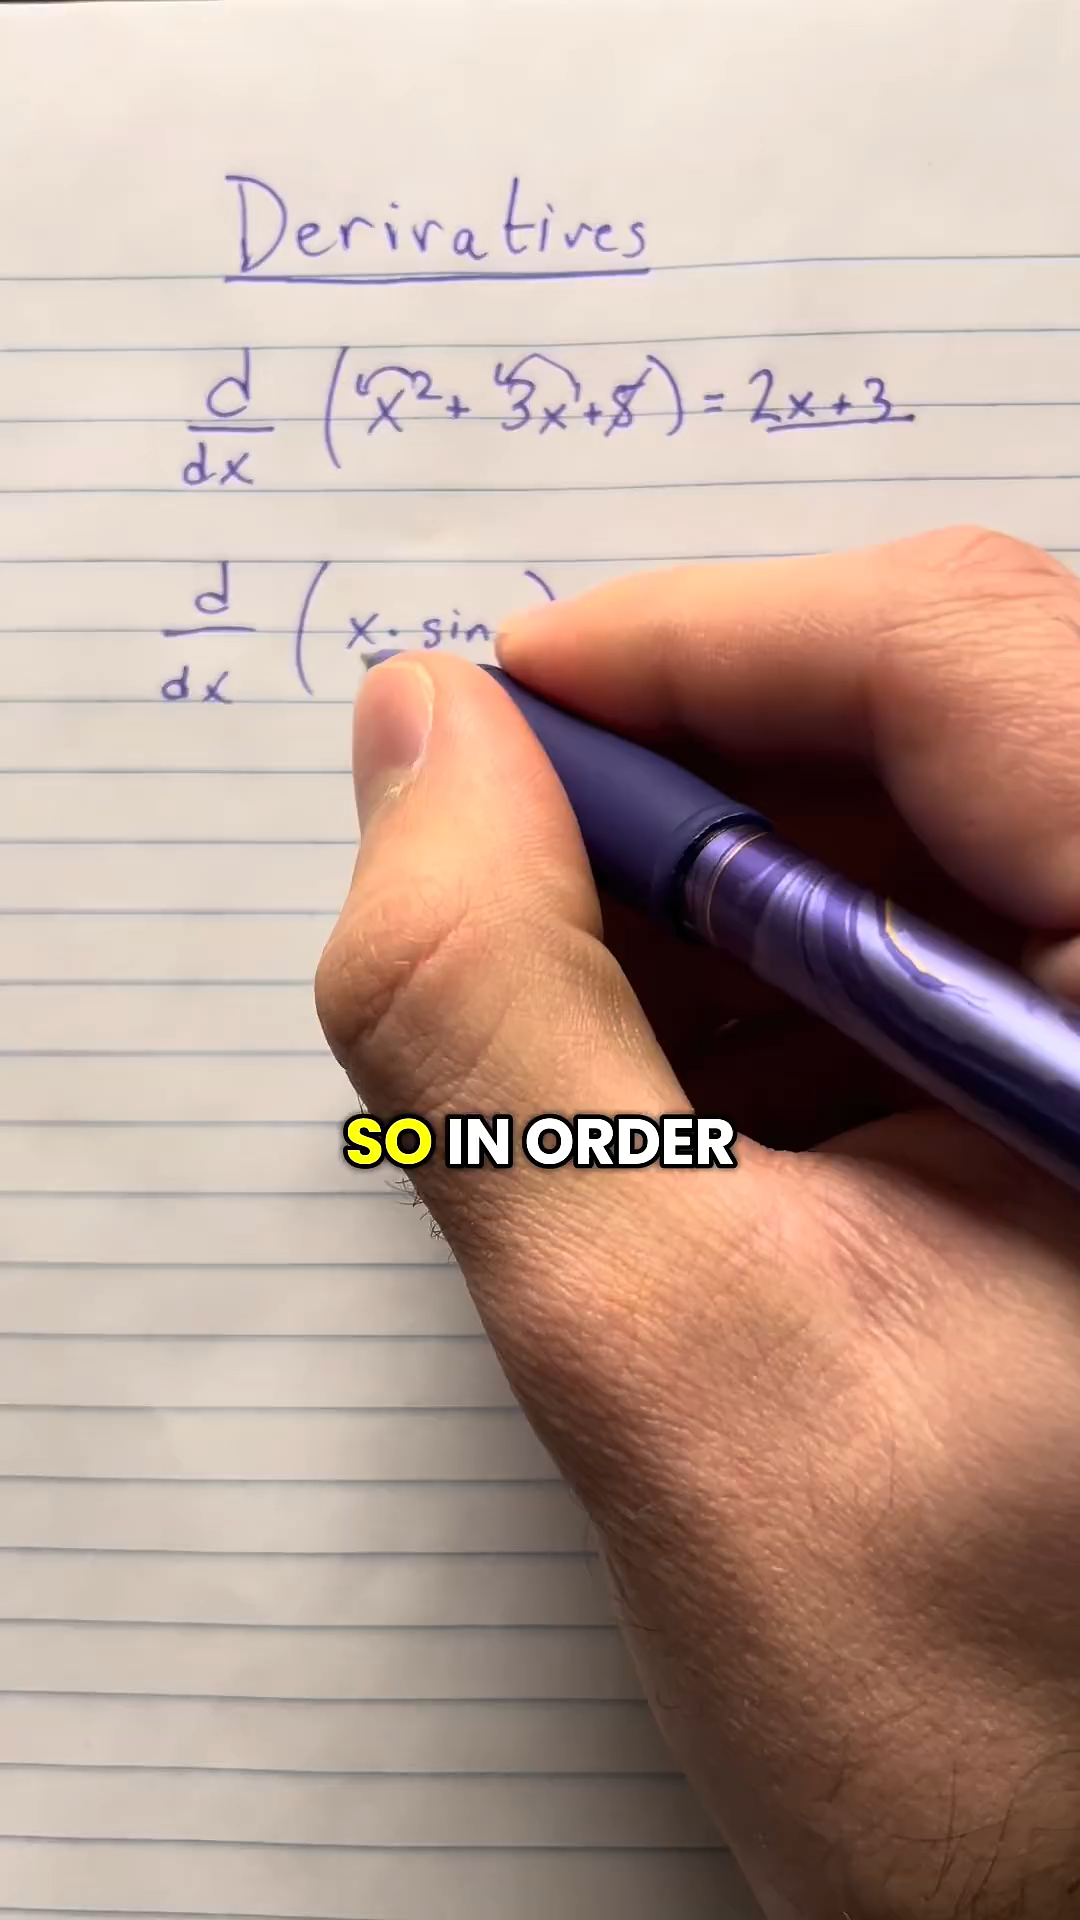 Derivatives
d/dx (x² + 3x + 8) = 2x + 3
d/dx (x · sin )
SO IN ORDER